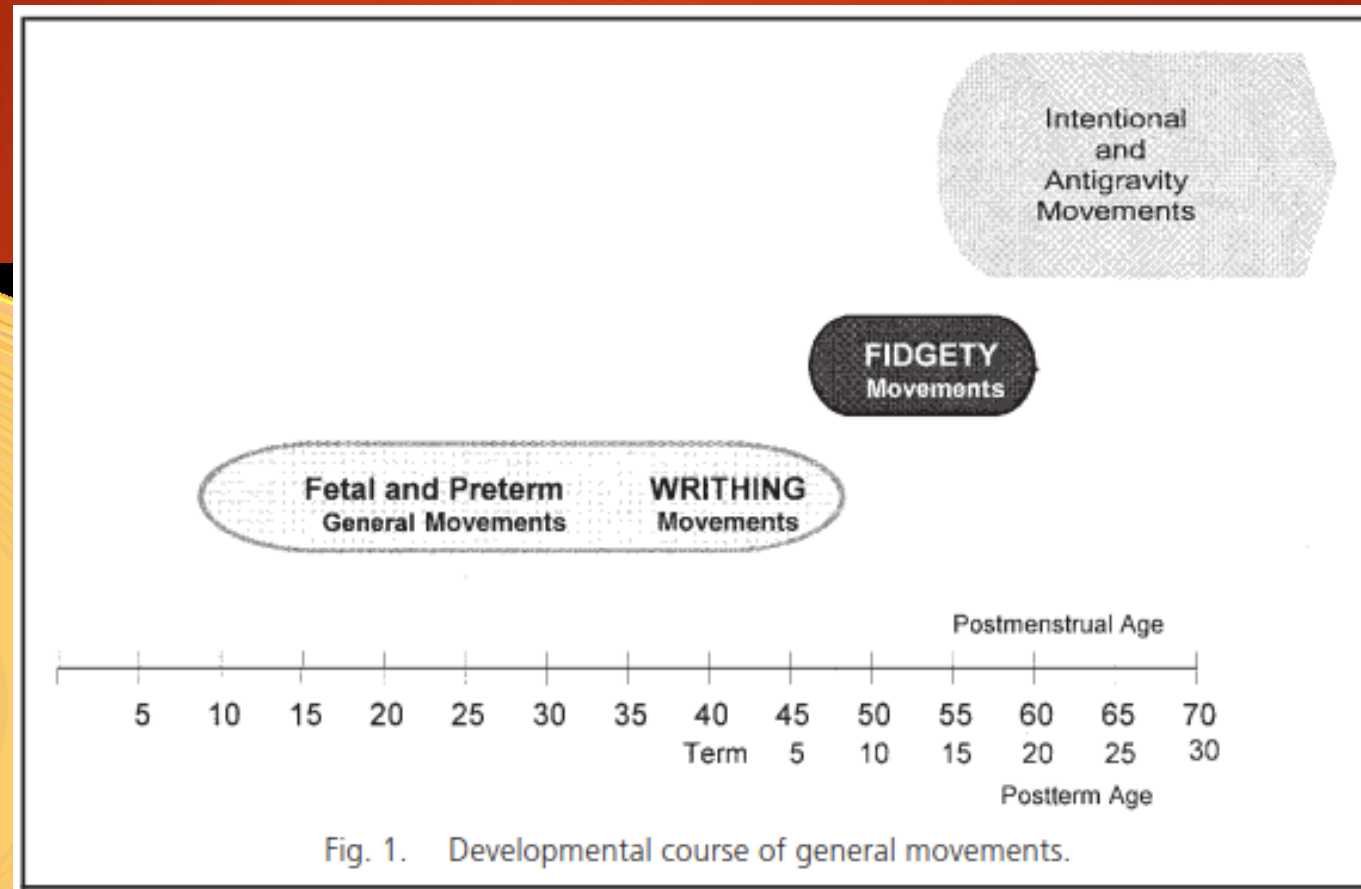 Intentional
and
Antigravity
Movements
FIDGETY
Movements
Fetal and Preterm WRITHING
General Movements Movements
Postmenstrual Age
5 10 15 20 25 30 35 40 45 50 55 60 65 70
Term 5 10 15 20 25 30
Postterm Age
Fig. 1. Developmental course of general movements.